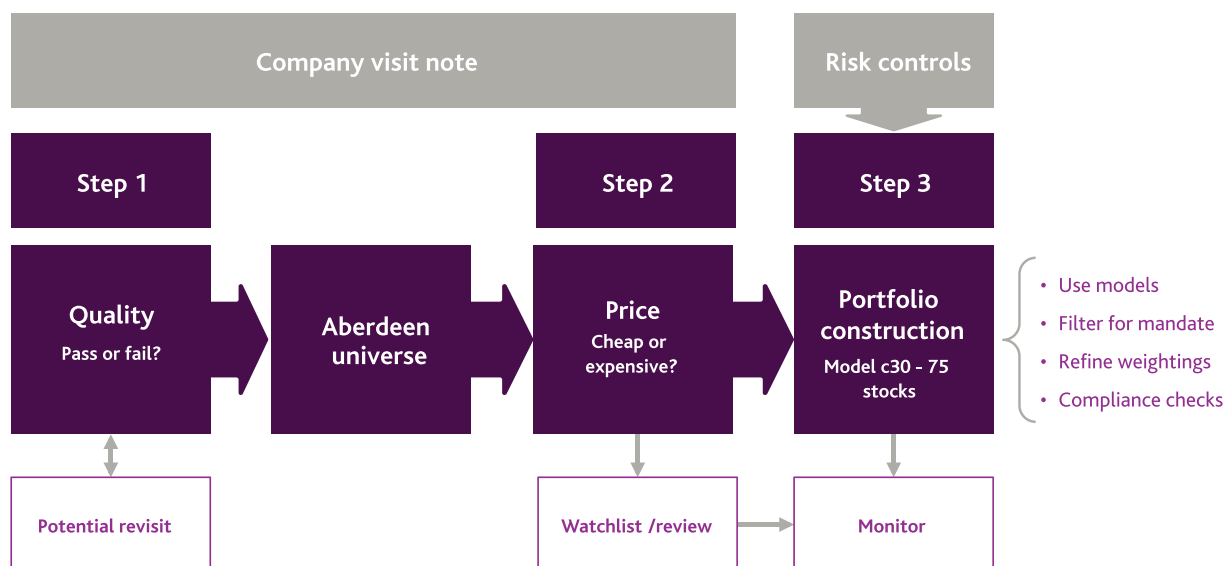 Company visit note
Risk controls
Step 1
Step 2
Step 3
Quality
Pass or fail?
Aberdeen
universe
Price
Cheap or
expensive?
Portfolio
construction
Model c30 - 75
stocks
• Use models
• Filter for mandate
• Refine weightings
• Compliance checks
Potential revisit
Watchlist /review
Monitor